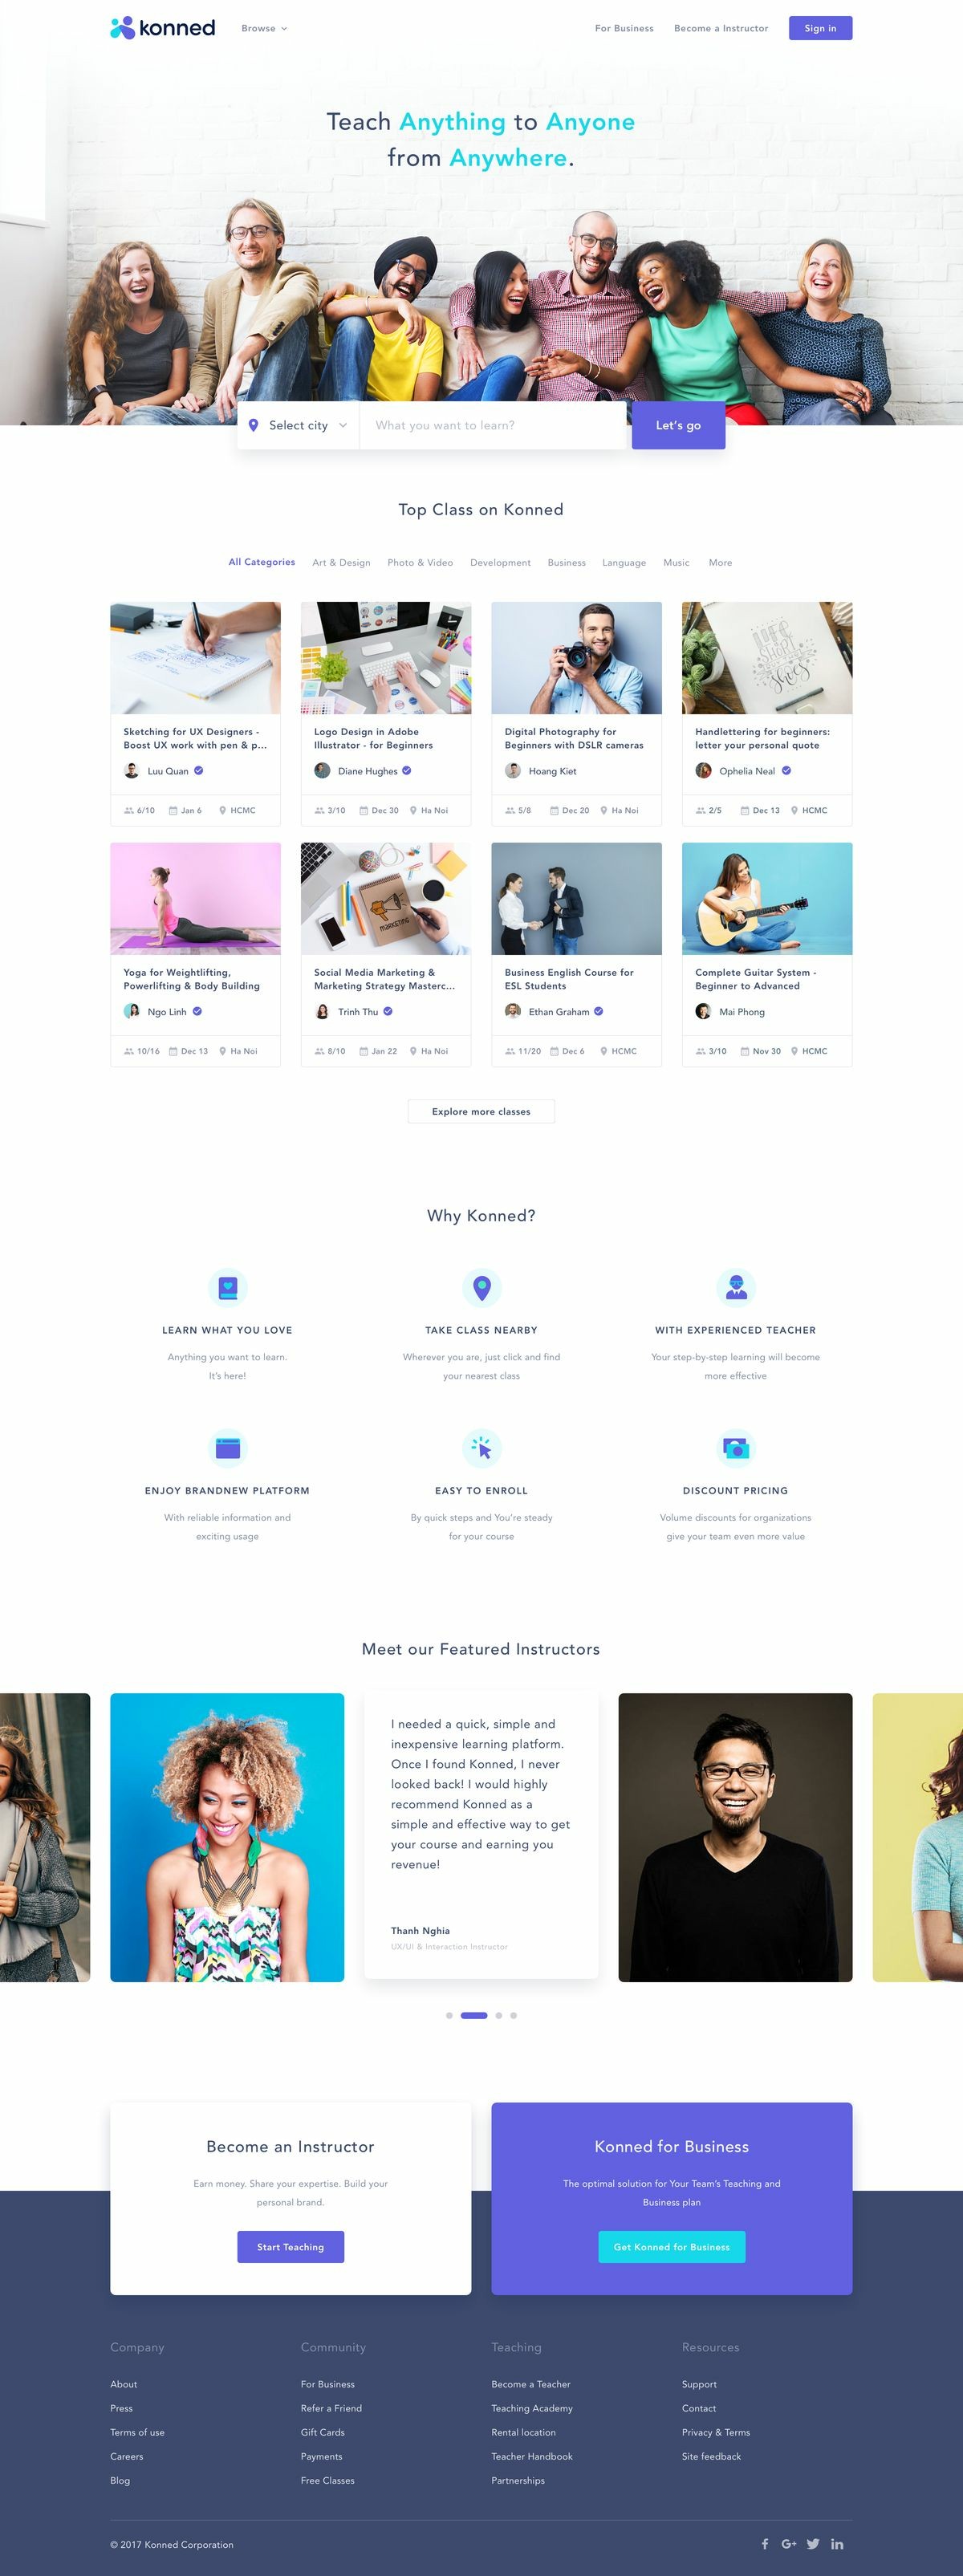 konned
Browse
For Business
Become a Instructor
Sign in
Teach Anything to Anyone
from Anywhere.
Select city
What you want to learn?
Let's go
Top Class on Konned
All Categories
Art & Design
Photo & Video
Development
Business
Language
Music
More
LIFE
Sketching for UX Designers -
Boost UX work with pen & p...
Luu Quan
6/10
Jan 6
HCMC
Logo Design in Adobe
Illustrator - for Beginners
Diane Hughes
3/10
Dec 30
Ha Noi
Digital Photography for
Beginners with DSLR cameras
Hoang Kiet
5/8
Dec 20
Ha Noi
Handlettering for beginners:
letter your personal quote
Ophelia Neal
2/5
Dec 13
HCMC
MARKETING
Yoga for Weightlifting,
Powerlifting & Body Building
Ngo Linh
10/16
Dec 13
Ha Noi
Social Media Marketing &
Marketing Strategy Masterc...
Trinh Thu
8/10
Jan 22
Ha Noi
Business English Course for
ESL Students
Ethan Graham
11/20
Dec 6
HCMC
Complete Guitar System -
Beginner to Advanced
Mai Phong
3/10
Nov 30
HCMC
Explore more classes
Why Konned?
LEARN WHAT YOU LOVE
Anything you want to learn.
It's here!
TAKE CLASS NEARBY
Wherever you are, just click and find
your nearest class
WITH EXPERIENCED TEACHER
Your step-by-step learning will become
more effective
ENJOY BRANDNEW PLATFORM
With reliable information and
exciting usage
EASY TO ENROLL
By quick steps and You're steady
for your course
DISCOUNT PRICING
Volume discounts for organizations
give your team even more value
Meet our Featured Instructors
I needed a quick, simple and
inexpensive learning platform.
Once I found Konned, I never
looked back! I would highly
recommend Konned as a
simple and effective way to get
your course and earning you
revenue!
Thanh Nghia
UX/UI & Interaction Instructor
Become an Instructor
Earn money. Share your expertise. Build your
personal brand.
Start Teaching
Konned for Business
The optimal solution for Your Team's Teaching and
Business plan
Get Konned for Business
Company
About
Press
Terms of use
Careers
Blog
Community
For Business
Refer a Friend
Gift Cards
Payments
Free Classes
Teaching
Become a Teacher
Teaching Academy
Rental location
Teacher Handbook
Partnerships
Resources
Support
Contact
Privacy & Terms
Site feedback
© 2017 Konned Corporation